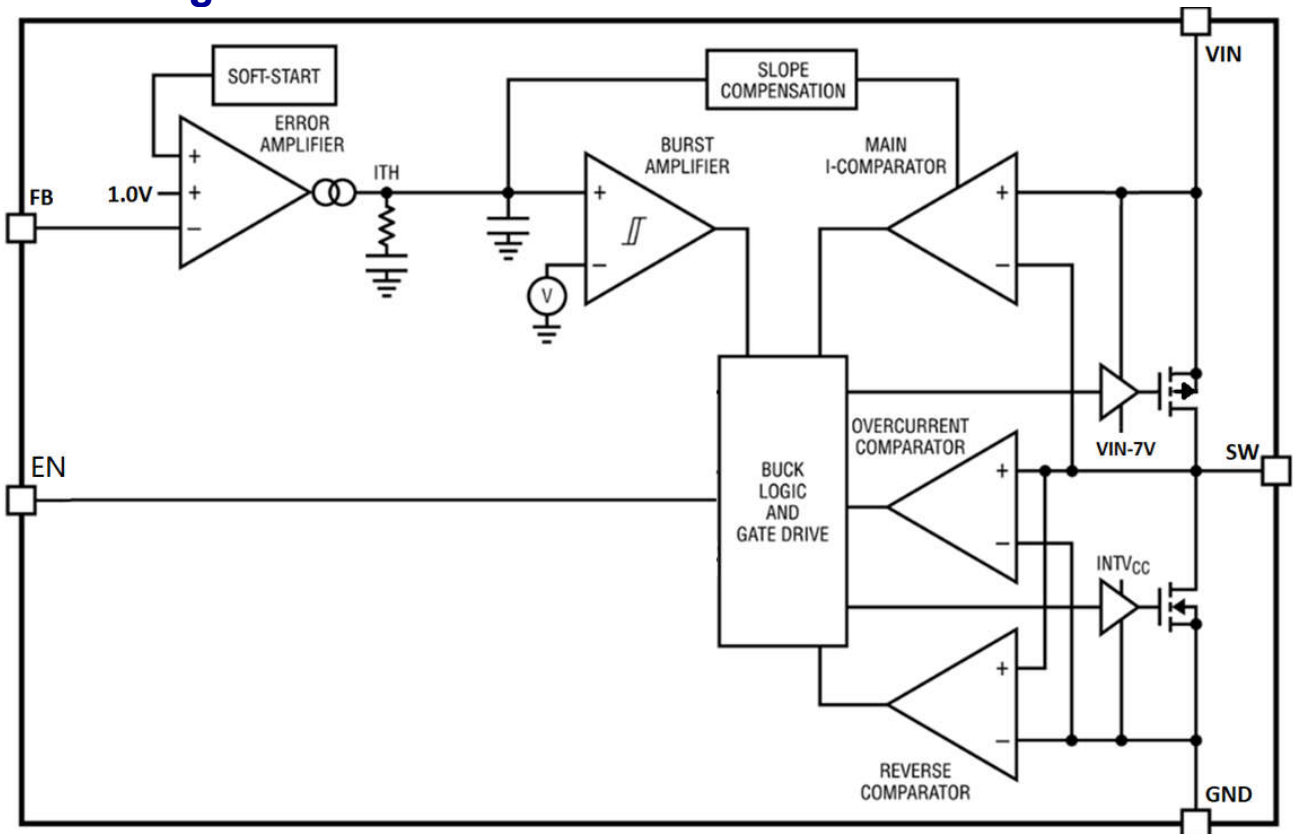 VIN
SOFT-START
SLOPE
COMPENSATION
ERROR
AMPLIFIER
BURST
AMPLIFIER
MAIN
I-COMPARATOR
ITH
+
1.0V
+
FB
−
+
−
V
+
−
OVERCURRENT
COMPARATOR
VIN-7V
SW
EN
BUCK
LOGIC
AND
GATE DRIVE
+
−
INTVCC
+
−
REVERSE
COMPARATOR
GND